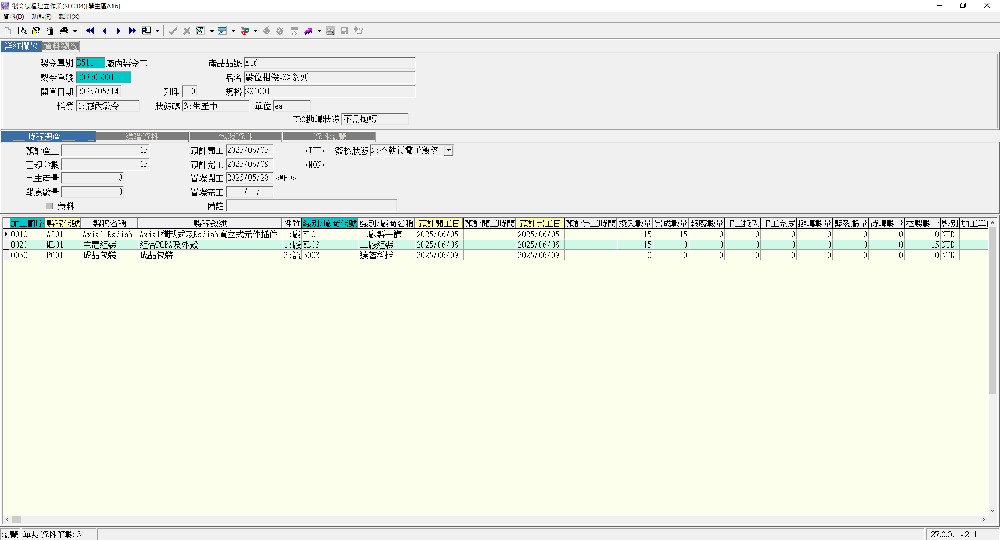 製令製程建立作業(SFCI04)[學生區A16]
資料(D) 功能(F) 離開(X)
詳細欄位 資料瀏覽
製令單別 B511 廠內製令二 產品品號 A16
製令單號 202505001 品名 數位相機-SX系列
開單日期 2025/05/14 列印 0 規格 SX1001
性質 1:廠內製令 狀態碼 3:生產中 單位 ea
EBO拋轉狀態 不需拋轉
時程與產量 進階資料 包裝資料 資料瀏覽
預計產量 15 預計開工 2025/06/05 <THU> 簽核狀態 N:不執行電子簽核
已領套數 15 預計完工 2025/06/09 <MON>
已生產量 0 實際開工 2025/05/28 <WED>
報廢數量 0 實際完工 / /
急料 備註
加工順序 製程代號 製程名稱 製程敘述 性質 線別/廠商代號 線別/廠商名稱 預計開工日 預計開工時間 預計完工日 預計完工時間 投入數量 完成數量 報廢數量 重工投入 重工完成 撥轉數量 盤盈虧量 待轉數量 在製數量 幣別 加工單
0010 AI01 Axial Radiah Axial橫臥式及Radiah直立式元件插件 1:廠 YL01 二廠製一課 2025/06/05 2025/06/05 15 15 0 0 0 0 0 0 0 NTD
0020 ML01 主體組裝 組合PCBA及外殼 1:廠 YL03 二廠組裝一 2025/06/06 2025/06/06 15 0 0 0 0 0 0 0 15 NTD
0030 PG01 成品包裝 成品包裝 2:託 3003 達智科技 2025/06/09 2025/06/09 0 0 0 0 0 0 0 0 0 NTD
瀏覽 單身資料筆數: 3 127.0.0.1 - 211